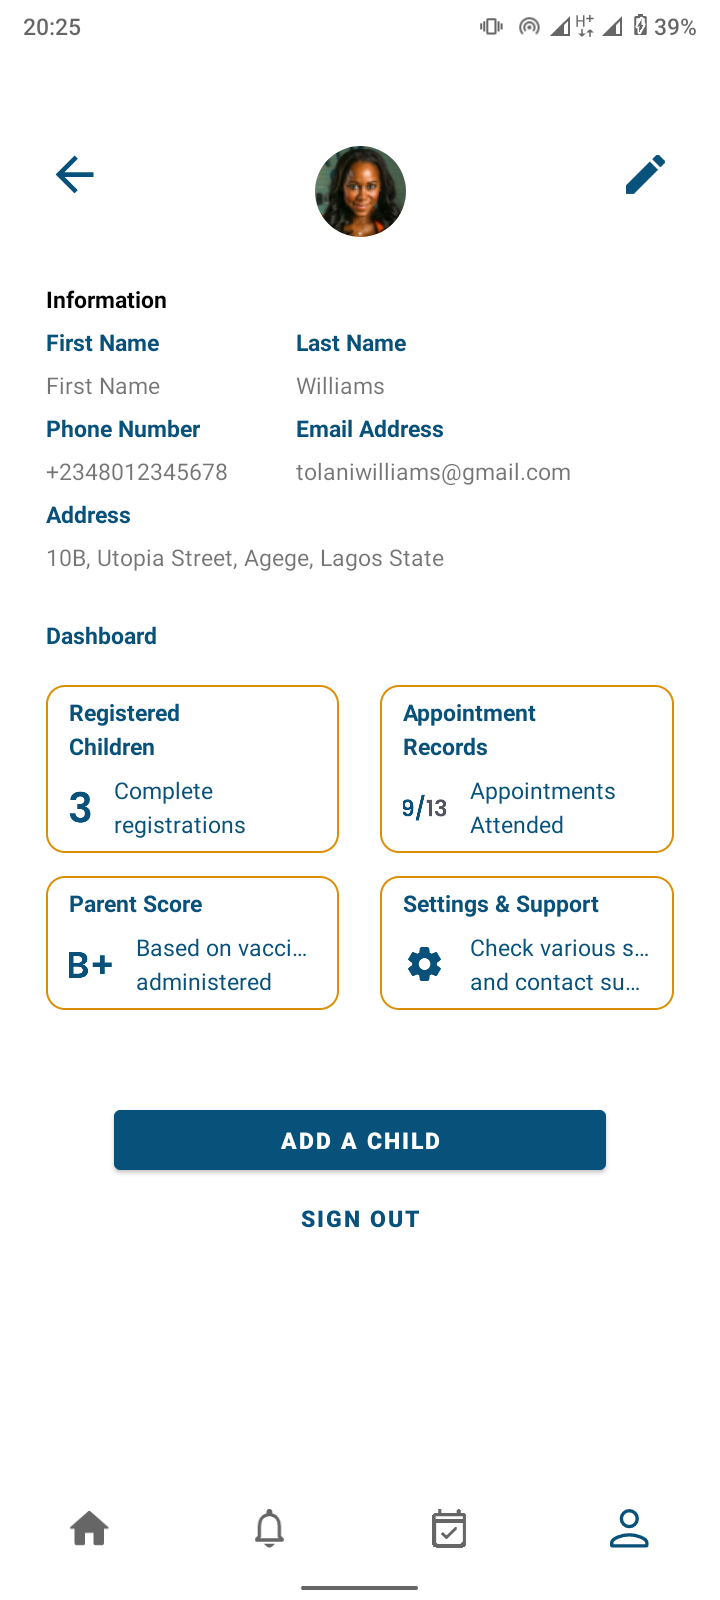 20:25 H+ 39%
Information
First Name Last Name
First Name Williams
Phone Number Email Address
+2348012345678 tolaniwilliams@gmail.com
Address
10B, Utopia Street, Agege, Lagos State
Dashboard
Registered
Children
3 Complete
registrations
Appointment
Records
9/13 Appointments
Attended
Parent Score
B+ Based on vacci...
administered
Settings & Support
Check various s...
and contact su...
ADD A CHILD
SIGN OUT